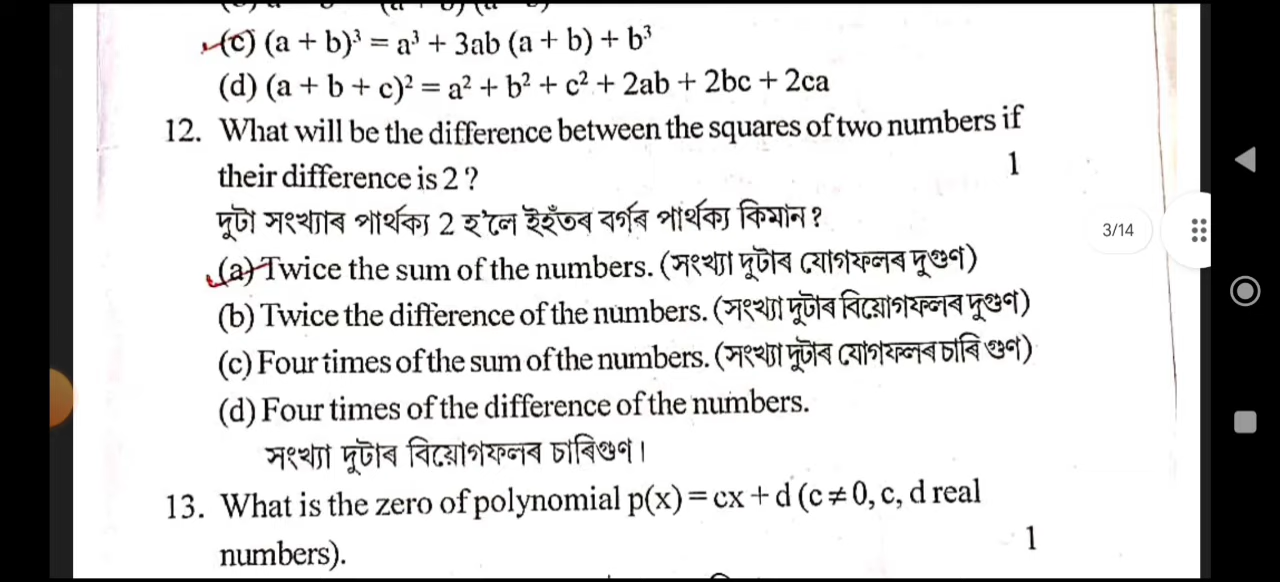 (c) (a + b)³ = a³ + 3ab (a + b) + b³
(d) (a + b + c)² = a² + b² + c² + 2ab + 2bc + 2ca
12. What will be the difference between the squares of two numbers if
their difference is 2 ? 1
দুটা সংখ্যাৰ পাৰ্থক্য 2 হ'লে ইহঁতৰ বৰ্গৰ পাৰ্থক্য কিমান ?
3/14
(a) Twice the sum of the numbers. (সংখ্যা দুটাৰ যোগফলৰ দুগুণ)
(b) Twice the difference of the numbers. (সংখ্যা দুটাৰ বিয়োগফলৰ দুগুণ)
(c) Four times of the sum of the numbers. (সংখ্যা দুটাৰ যোগফলৰ চাৰি গুণ)
(d) Four times of the difference of the numbers.
সংখ্যা দুটাৰ বিয়োগফলৰ চাৰিগুণ।
13. What is the zero of polynomial p(x) = cx + d (c ≠ 0, c, d real
numbers). 1